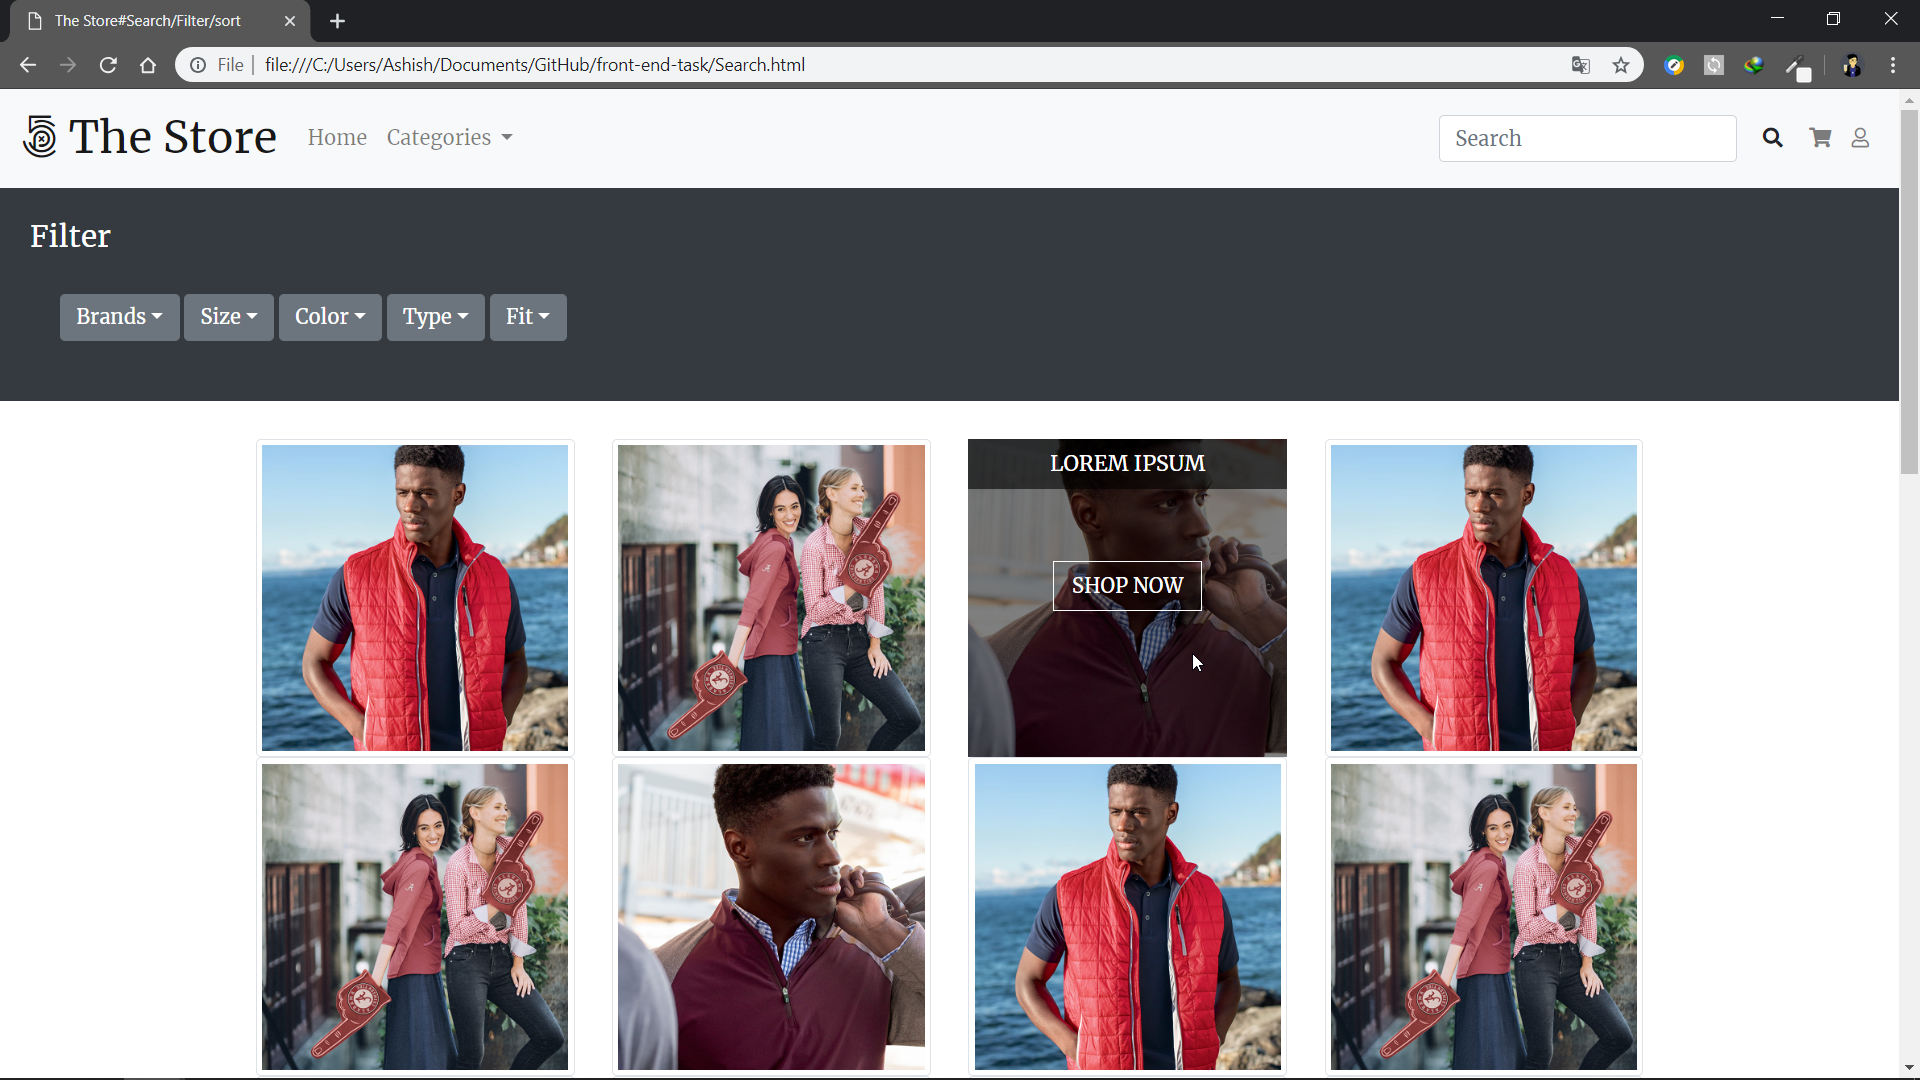 The Store#Search/Filter/sort
File
file:///C:/Users/Ashish/Documents/GitHub/front-end-task/Search.html
The Store
Home
Categories
Search
Filter
Brands
Size
Color
Type
Fit
LOREM IPSUM
SHOP NOW